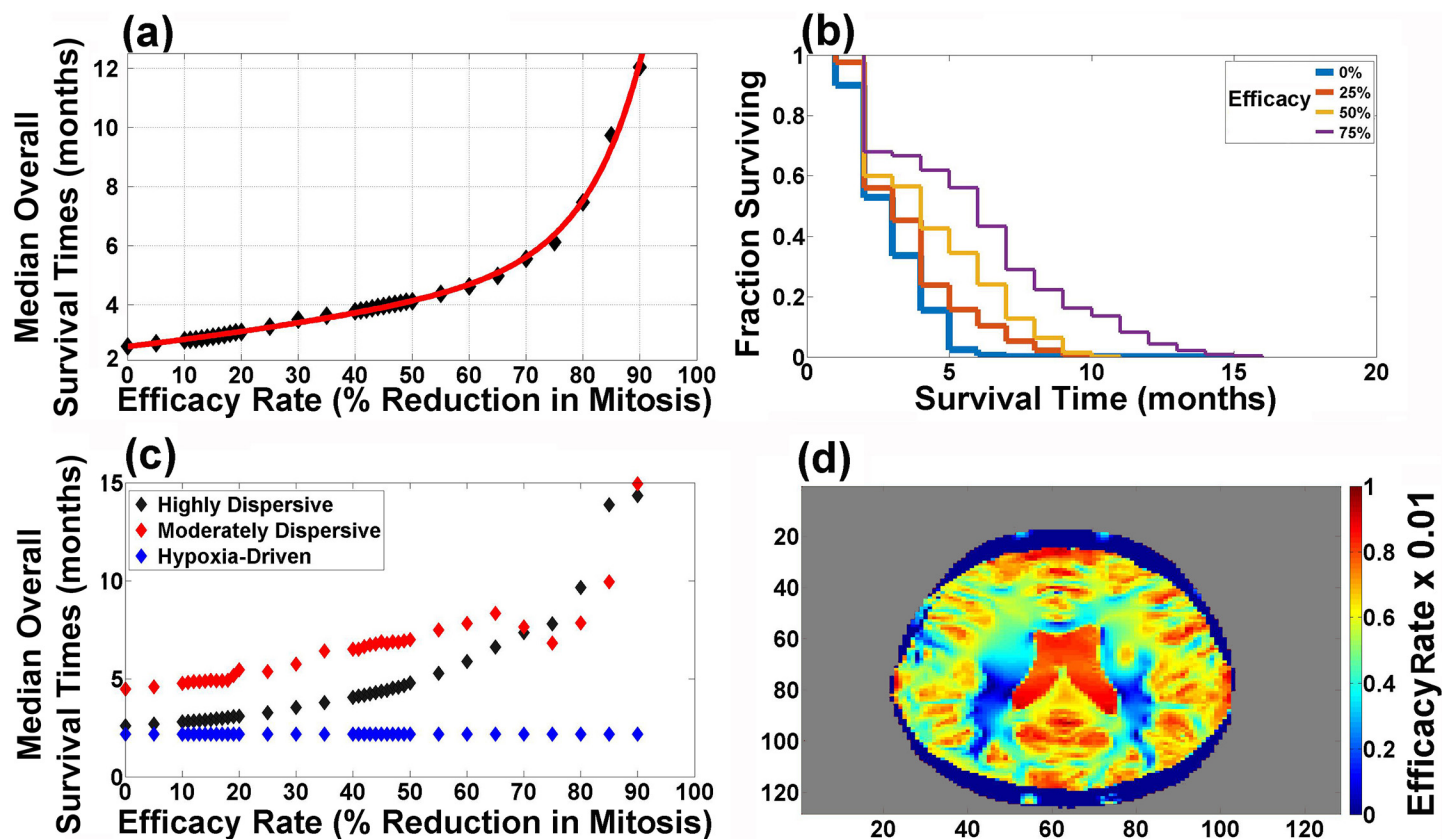 (a)
Median Overall
Survival Times (months)
12
10
8
6
4
2
0 10 20 30 40 50 60 70 80 90 100
Efficacy Rate (% Reduction in Mitosis)
(b)
Fraction Surviving
1
0.8
0.6
0.4
0.2
0
5 10 15 20
Survival Time (months)
Efficacy
0%
25%
50%
75%
(c)
Median Overall
Survival Times (months)
15
10
5
0
0 10 20 30 40 50 60 70 80 90 100
Efficacy Rate (% Reduction in Mitosis)
Highly Dispersive
Moderately Dispersive
Hypoxia-Driven
(d)
20
40
60
80
100
120
20 40 60 80 100 120
1
0.8
0.6
0.4
0.2
0
Efficacy Rate x 0.01